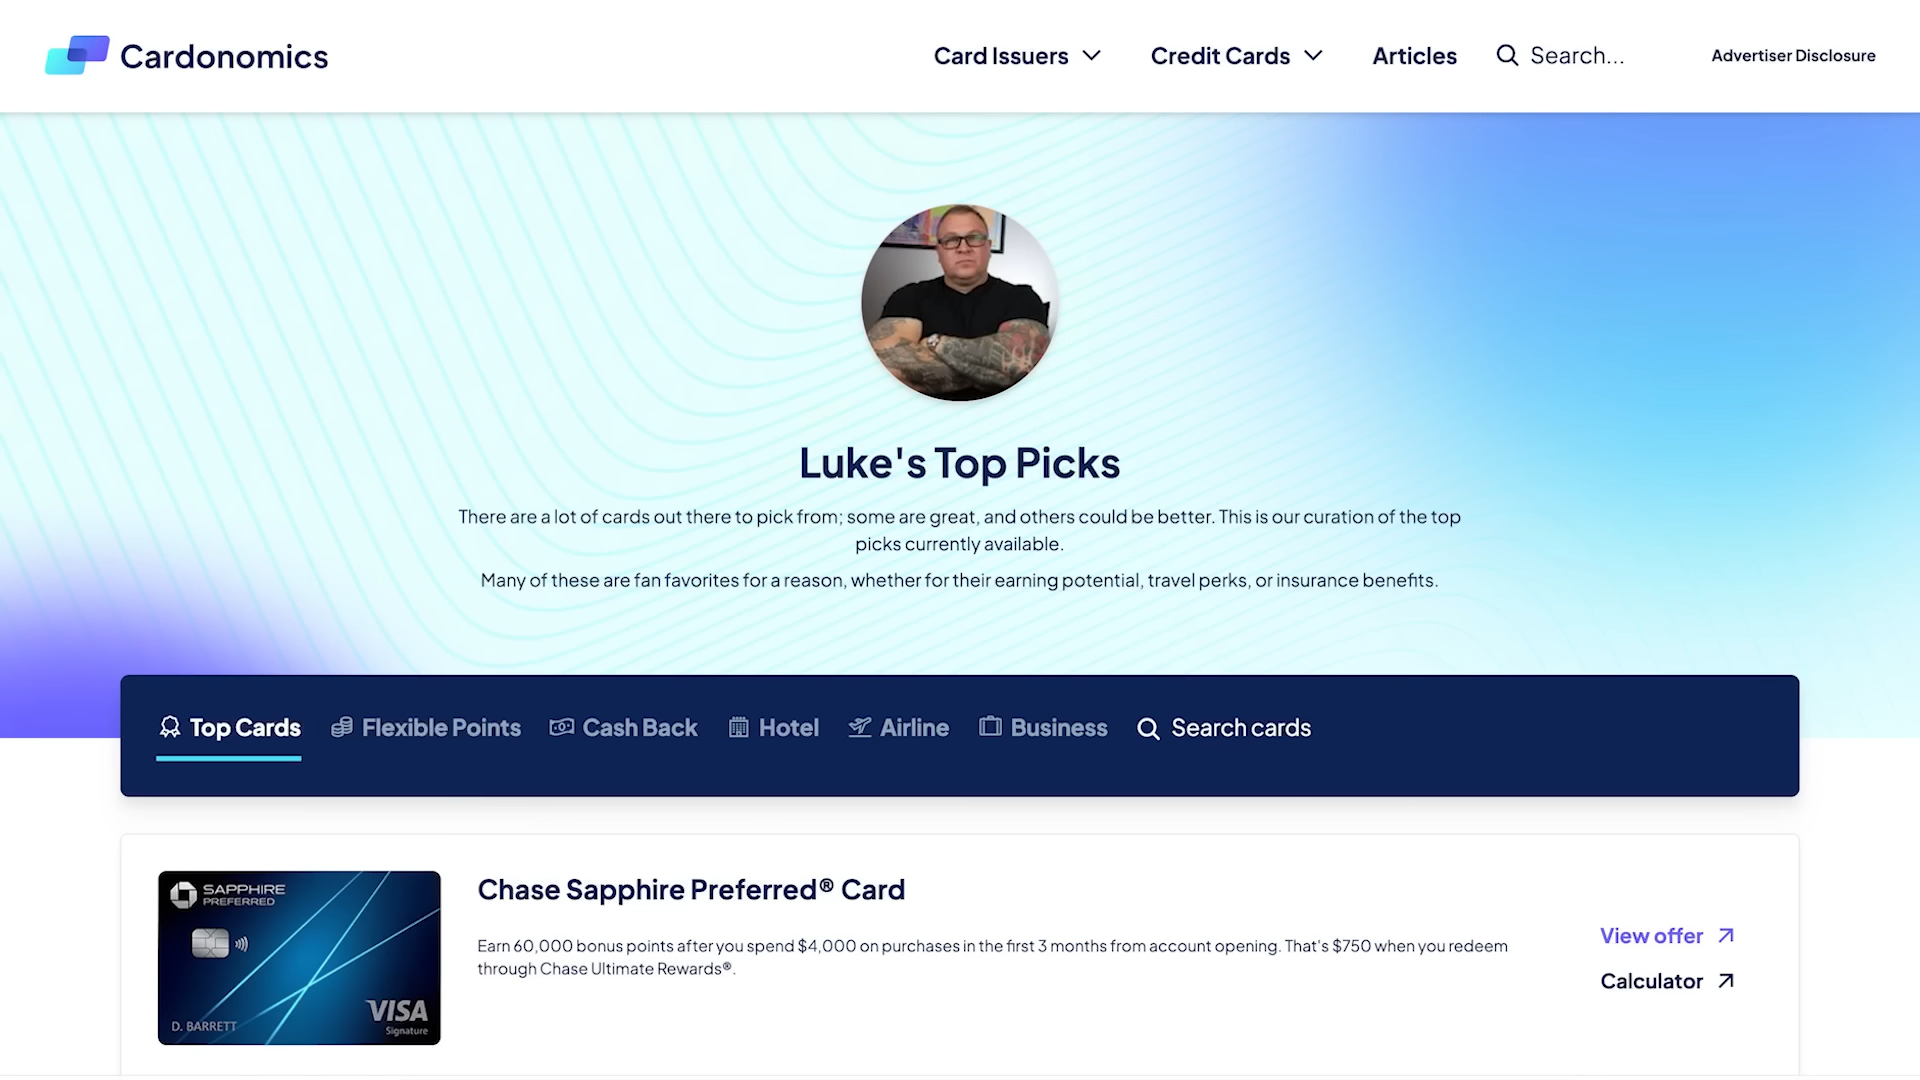 Cardonomics
Card Issuers
Credit Cards
Articles
Search...
Advertiser Disclosure
Luke's Top Picks
There are a lot of cards out there to pick from; some are great, and others could be better. This is our curation of the top
picks currently available.
Many of these are fan favorites for a reason, whether for their earning potential, travel perks, or insurance benefits.
Top Cards
Flexible Points
Cash Back
Hotel
Airline
Business
Search cards
SAPPHIRE
PREFERRED
VISA
Signature
D. BARRETT
Chase Sapphire Preferred® Card
Earn 60,000 bonus points after you spend $4,000 on purchases in the first 3 months from account opening. That's $750 when you redeem
through Chase Ultimate Rewards®.
View offer
Calculator